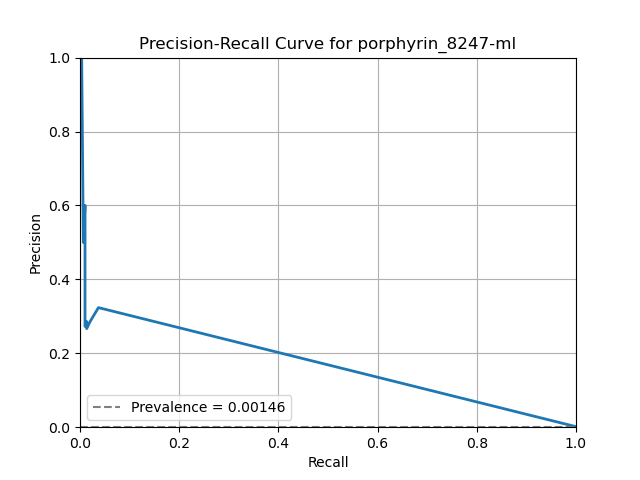 Precision-Recall Curve for porphyrin_8247-ml
1.0
0.8
0.6
0.4
0.2
0.0
Precision
Prevalence = 0.00146
0.0 0.2 0.4 0.6 0.8 1.0
Recall